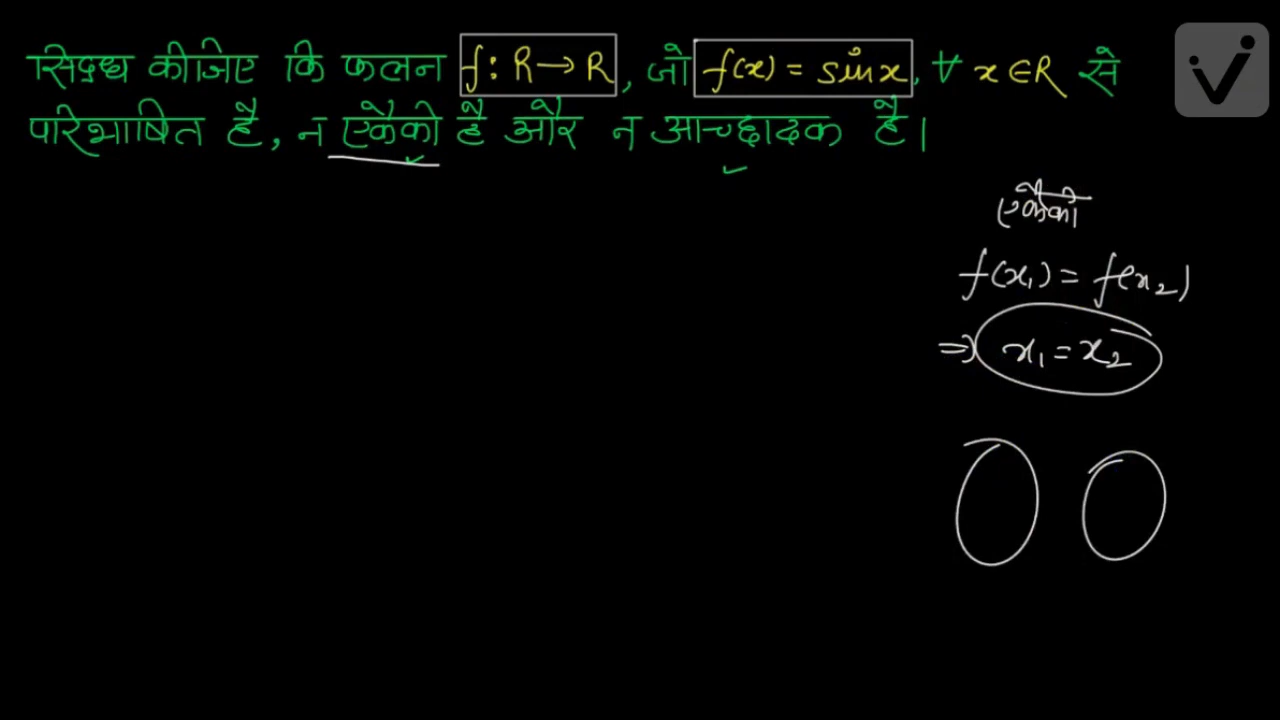 सिद्ध कीजिए कि फलन f : R → R , जो f(x) = sin x , ∀ x ∈ R से
परिभाषित है, न एकैकी है और न आच्छादक है।
एकैकी
f(x₁) = f(x₂)
⇒ x₁ = x₂